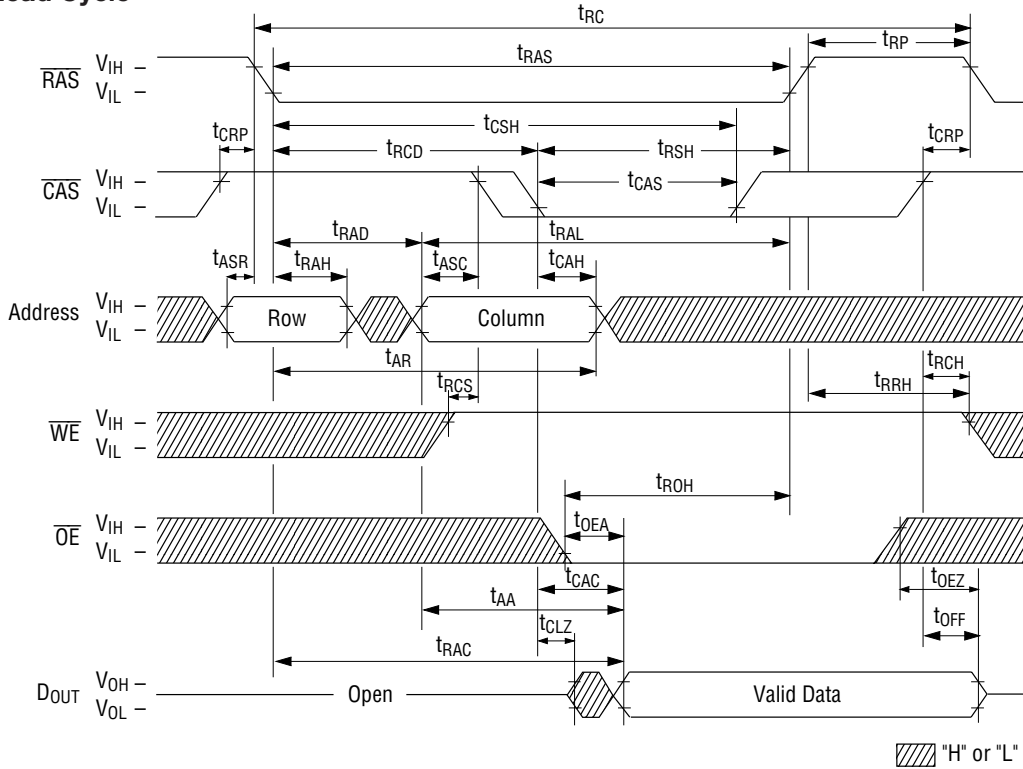 Read Cycle
tRC
tRP
RAS VIH –
VIL –
tRAS
tCRP
tCSH
tCRP
tRCD
tRSH
CAS VIH –
VIL –
tCAS
tRAD
tRAL
tASR
tRAH
tASC
tCAH
Address VIH –
VIL –
Row
Column
tAR
tRCS
tRCH
tRRH
WE VIH –
VIL –
tROH
OE VIH –
VIL –
tOEA
tCAC
tOEZ
tAA
tCLZ
tOFF
tRAC
DOUT VOH –
VOL –
Open
Valid Data
"H" or "L"